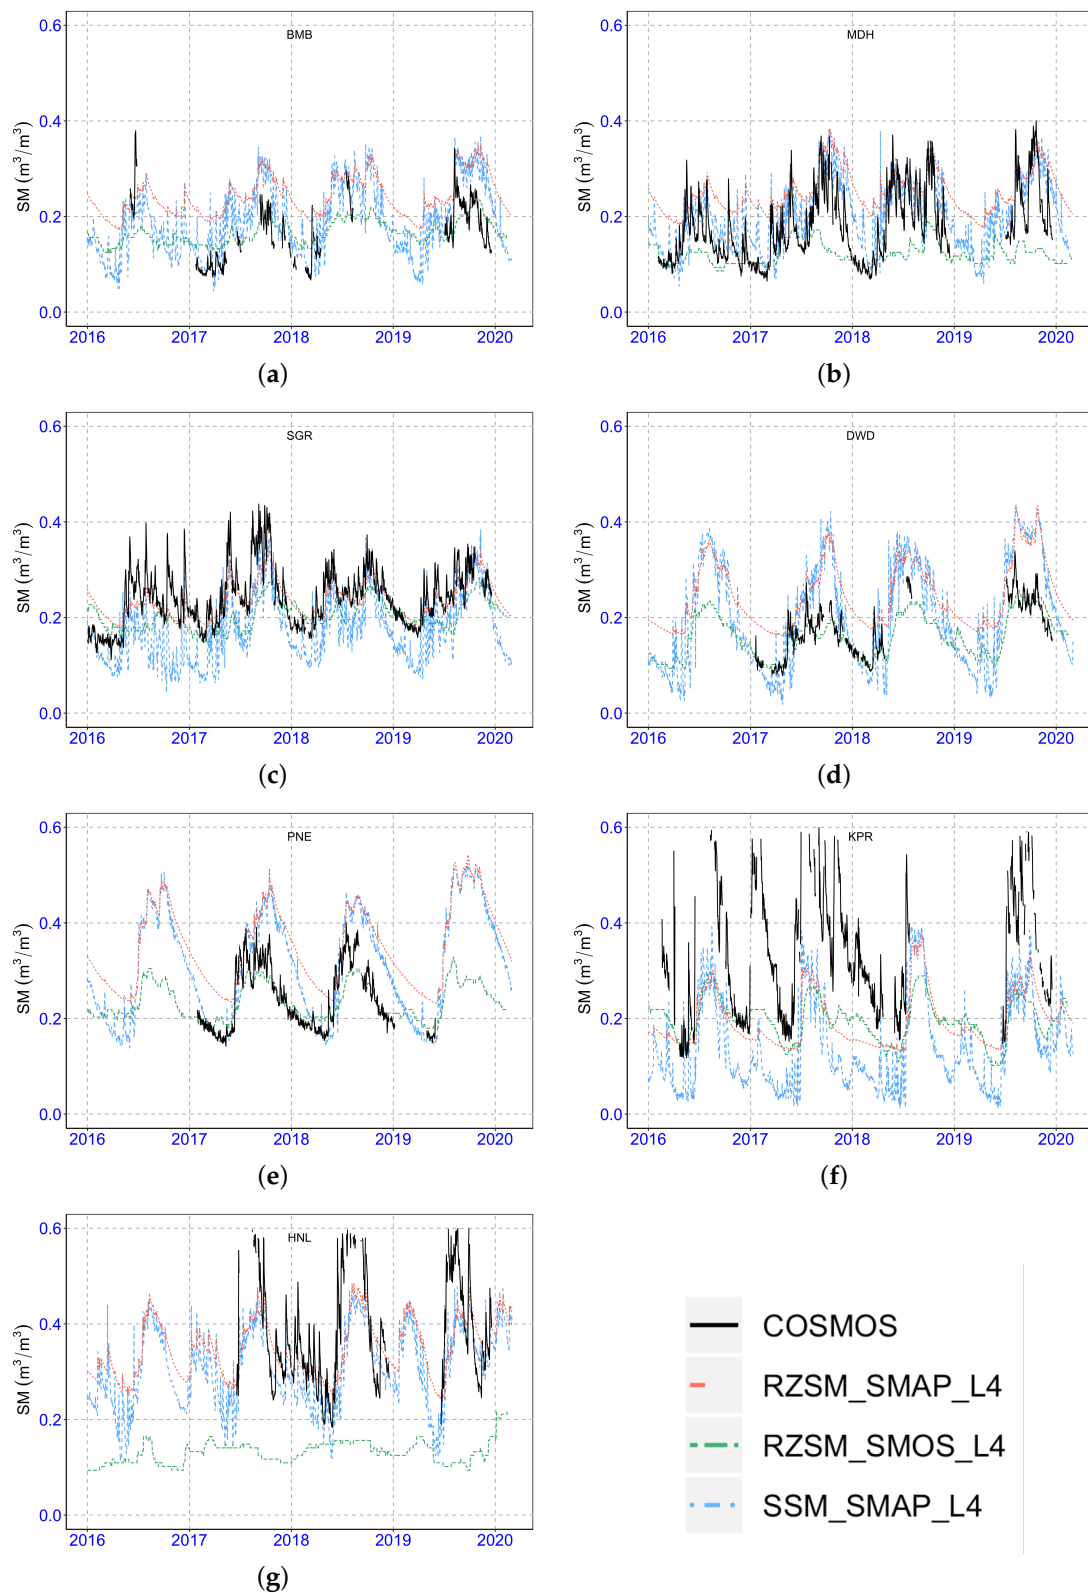 BMB
SM (m³/m³)
0.6
0.4
0.2
0.0
2016 2017 2018 2019 2020
(a)
MDH
SM (m³/m³)
0.6
0.4
0.2
0.0
2016 2017 2018 2019 2020
(b)
SGR
SM (m³/m³)
0.6
0.4
0.2
0.0
2016 2017 2018 2019 2020
(c)
DWD
SM (m³/m³)
0.6
0.4
0.2
0.0
2016 2017 2018 2019 2020
(d)
PNE
SM (m³/m³)
0.6
0.4
0.2
0.0
2016 2017 2018 2019 2020
(e)
KPR
SM (m³/m³)
0.6
0.4
0.2
0.0
2016 2017 2018 2019 2020
(f)
HNL
SM (m³/m³)
0.6
0.4
0.2
0.0
2016 2017 2018 2019 2020
(g)
COSMOS
RZSM_SMAP_L4
RZSM_SMOS_L4
SSM_SMAP_L4